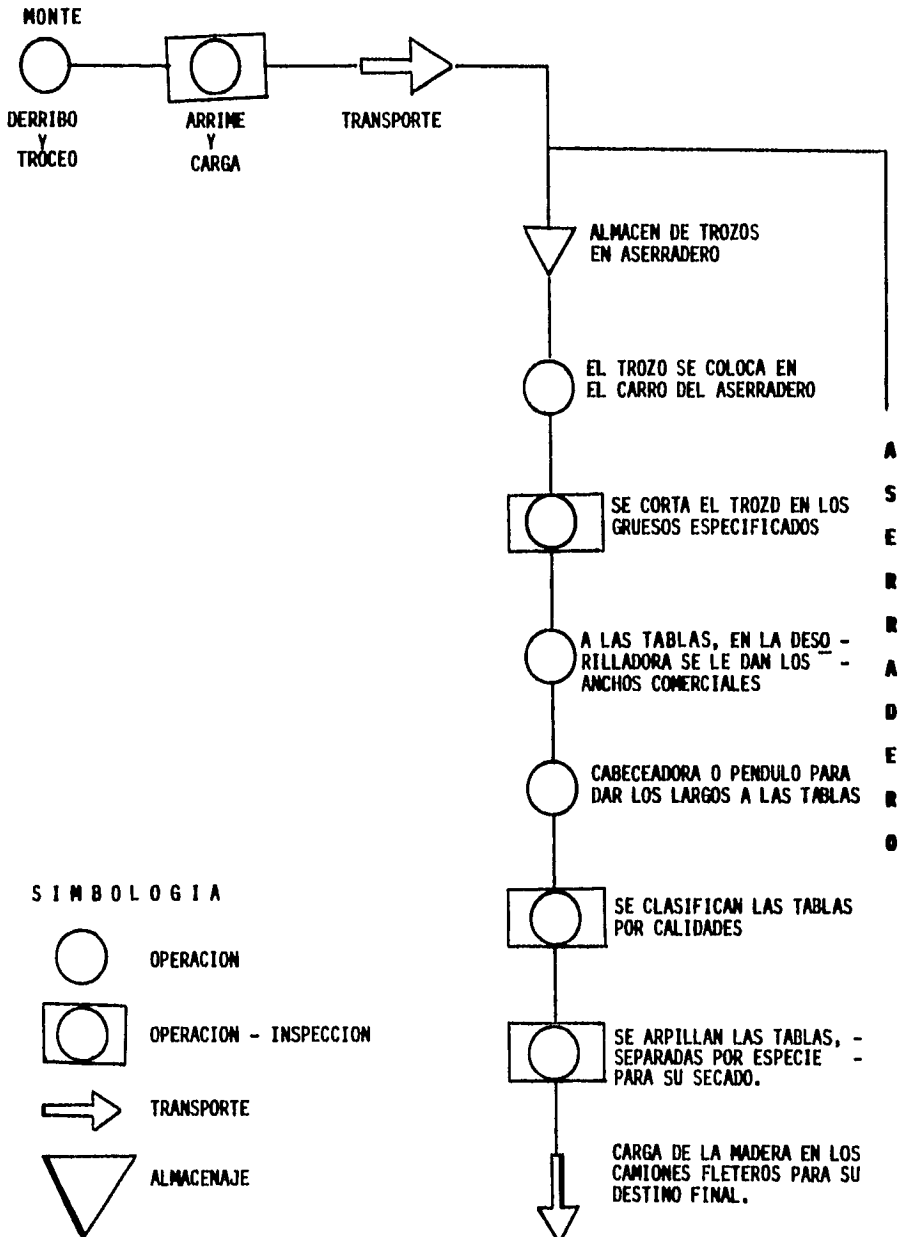 MONTE
DERRIBO
Y
TROCEO
ARRIME
Y
CARGA
TRANSPORTE
ALMACEN DE TROZOS
EN ASERRADERO
EL TROZO SE COLOCA EN
EL CARRO DEL ASERRADERO
SE CORTA EL TROZD EN LOS
GRUESOS ESPECIFICADOS
A LAS TABLAS, EN LA DESO -
RILLADORA SE LE DAN LOS -
ANCHOS COMERCIALES
CABECEADORA O PENDULO PARA
DAR LOS LARGOS A LAS TABLAS
SE CLASIFICAN LAS TABLAS
POR CALIDADES
SE ARPILLAN LAS TABLAS, -
SEPARADAS POR ESPECIE -
PARA SU SECADO.
CARGA DE LA MADERA EN LOS
CAMIONES FLETEROS PARA SU
DESTINO FINAL.
ASERRADERO
SIMBOLOGIA
OPERACION
OPERACION - INSPECCION
TRANSPORTE
ALMACENAJE